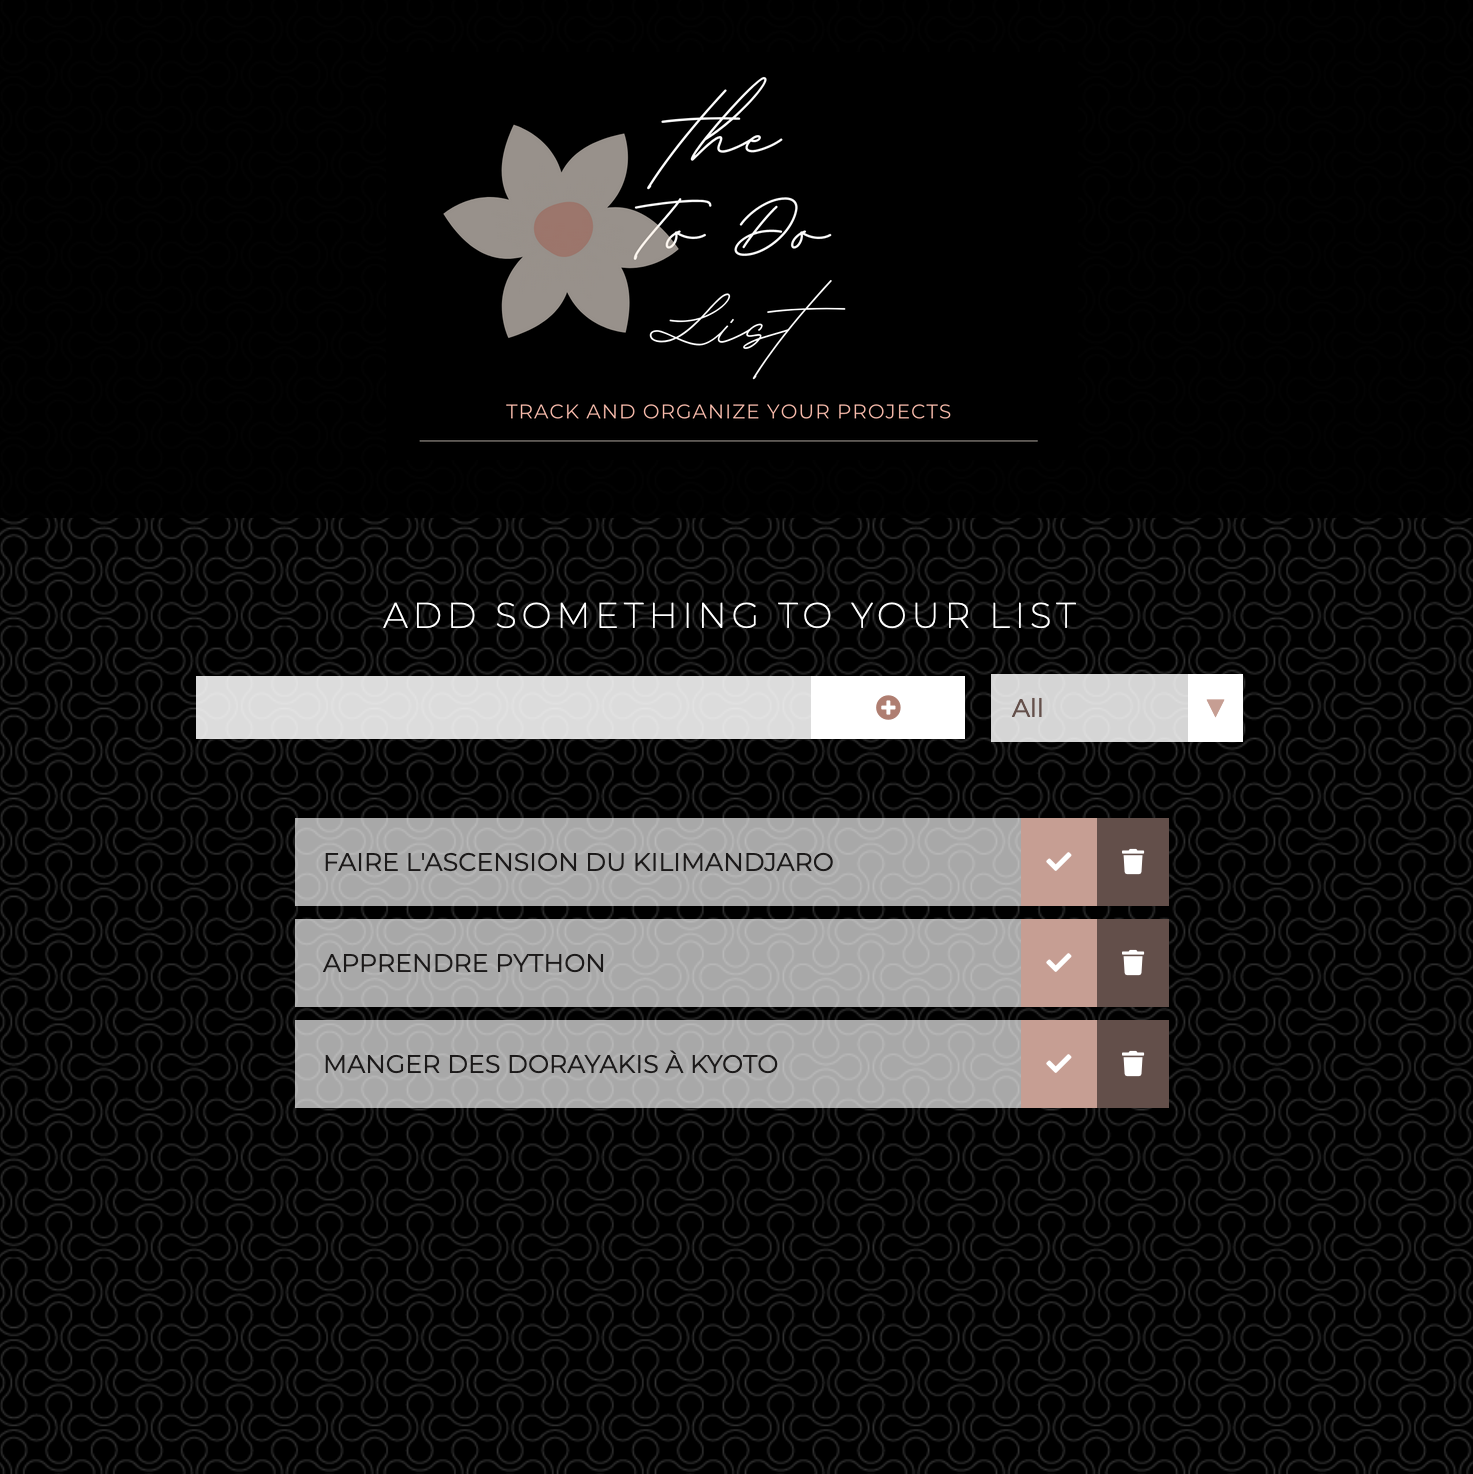 the
To Do
List
TRACK AND ORGANIZE YOUR PROJECTS
ADD SOMETHING TO YOUR LIST
All
FAIRE L'ASCENSION DU KILIMANDJARO
APPRENDRE PYTHON
MANGER DES DORAYAKIS À KYOTO